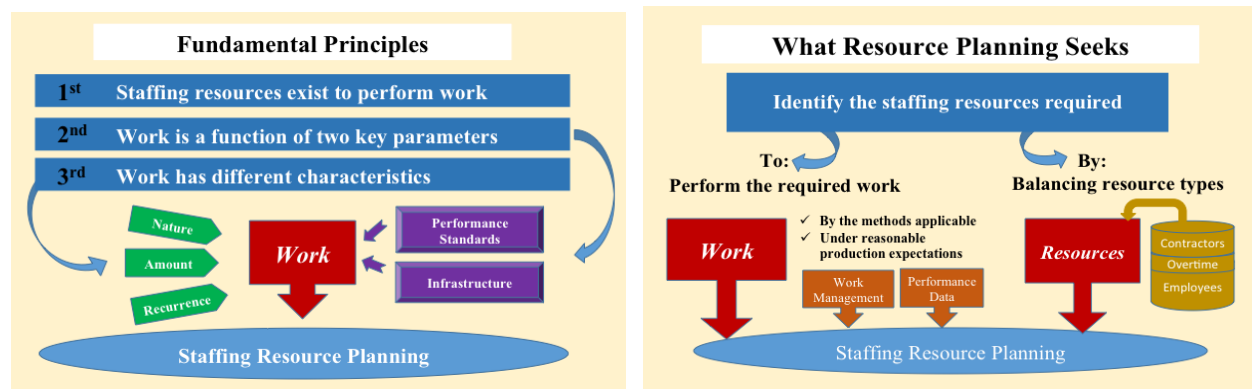 Fundamental Principles
1st Staffing resources exist to perform work
2nd Work is a function of two key parameters
3rd Work has different characteristics
Nature
Amount
Recurrence
Work
Performance
Standards
Infrastructure
Staffing Resource Planning
What Resource Planning Seeks
Identify the staffing resources required
To:
Perform the required work
By:
Balancing resource types
Work
✓ By the methods applicable
✓ Under reasonable
production expectations
Work
Management
Performance
Data
Resources
Contractors
Overtime
Employees
Staffing Resource Planning